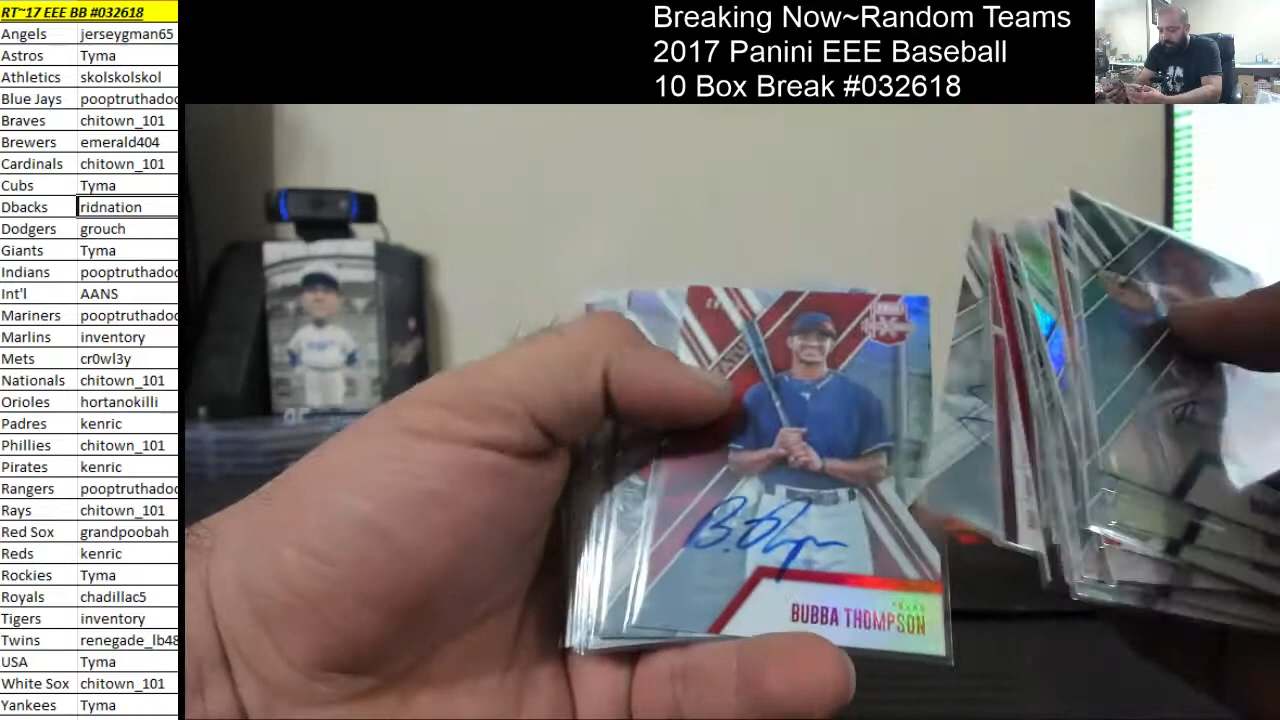 RT~17 EEE BB #032618
Angels jerseygman65
Astros Tyma
Athletics skolskolskol
Blue Jays pooptruthadoc
Braves chitown_101
Brewers emerald404
Cardinals chitown_101
Cubs Tyma
Dbacks ridnation
Dodgers grouch
Giants Tyma
Indians pooptruthadoc
Int'l AANS
Mariners pooptruthadoc
Marlins inventory
Mets cr0wl3y
Nationals chitown_101
Orioles hortanokilli
Padres kenric
Phillies chitown_101
Pirates kenric
Rangers pooptruthadoc
Rays chitown_101
Red Sox grandpoobah
Reds kenric
Rockies Tyma
Royals chadillac5
Tigers inventory
Twins renegade_lb48
USA Tyma
White Sox chitown_101
Yankees Tyma
Breaking Now~Random Teams
2017 Panini EEE Baseball
10 Box Break #032618
TEXAS
BUBBA THOMPSON